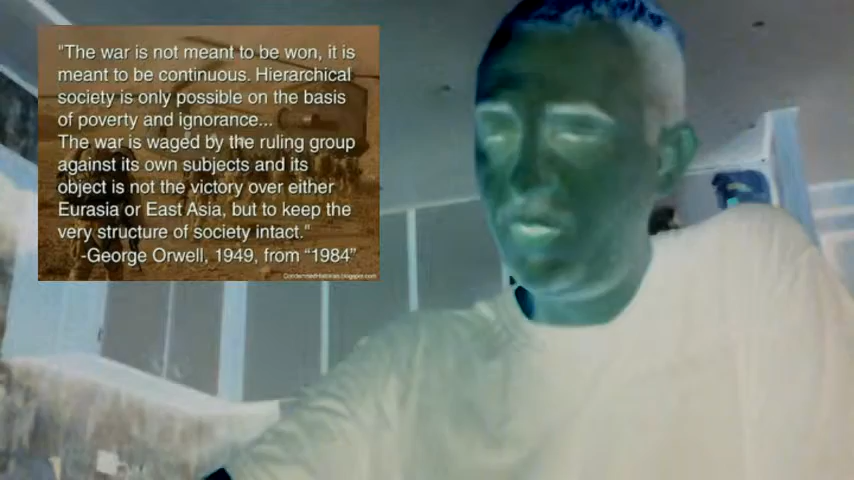 "The war is not meant to be won, it is
meant to be continuous. Hierarchical
society is only possible on the basis
of poverty and ignorance...
The war is waged by the ruling group
against its own subjects and its
object is not the victory over either
Eurasia or East Asia, but to keep the
very structure of society intact."
-George Orwell, 1949, from "1984"